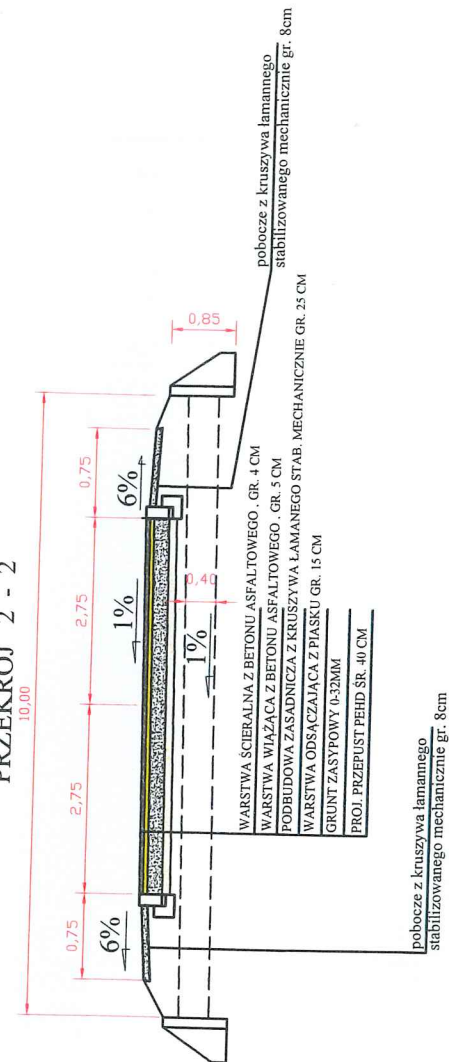 PRZEKRÓJ 2 - 2
10,00
0,75
2,75
2,75
0,75
6%
1%
6%
0,85
0,40
1%
WARSTWA ŚCIERALNA Z BETONU ASFALTOWEGO . GR. 4 CM
WARSTWA WIĄŻĄCA Z BETONU ASFALTOWEGO . GR. 5 CM
PODBUDOWA ZASADNICZA Z KRUSZYWA ŁAMANEGO STAB. MECHANICZNIE GR. 25 CM
WARSTWA ODSĄCZAJĄCA Z PIASKU GR. 15 CM
GRUNT ZASYPOWY 0-32MM
PROJ. PRZEPUST PEHD ŚR. 40 CM
pobocze z kruszywa łamannego
stabilizowanego mechanicznie gr. 8cm
pobocze z kruszywa łamannego
stabilizowanego mechanicznie gr. 8cm